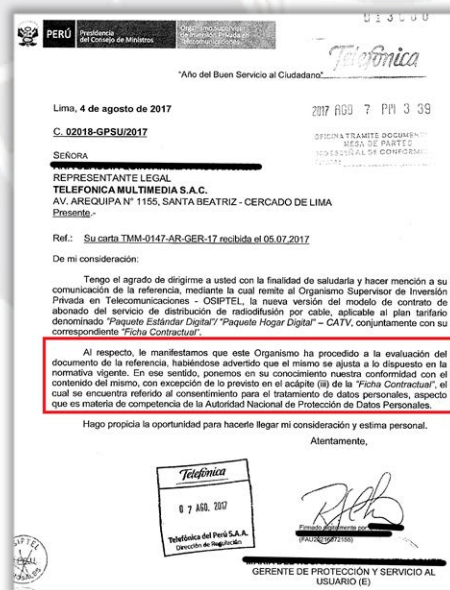 PERÚ
Presidencia
del Consejo de Ministros
Telefónica
"Año del Buen Servicio al Ciudadano"
Lima, 4 de agosto de 2017
2017 AGO 7 PM 3 39
C. 02018-GPSU/2017
OFICINA TRAMITE
MESA DE PARTES
SEÑORA
REPRESENTANTE LEGAL
TELEFONICA MULTIMEDIA S.A.C.
AV. AREQUIPA N° 1155, SANTA BEATRIZ - CERCADO DE LIMA
Presente.-
Ref.: Su carta TMM-0147-AR-GER-17 recibida el 05.07.2017
De mi consideración:
Tengo el agrado de dirigirme a usted con la finalidad de saludarla y hacer mención a su
comunicación de la referencia, mediante la cual remite al Organismo Supervisor de Inversión
Privada en Telecomunicaciones - OSIPTEL, la nueva versión del modelo de contrato de
abonado del servicio de distribución de radiodifusión por cable, aplicable al plan tarifario
denominado "Paquete Estándar Digital"/ "Paquete Hogar Digital" – CATV, conjuntamente con su
correspondiente "Ficha Contractual".
Al respecto, le manifestamos que este Organismo ha procedido a la evaluación del
documento de la referencia, habiéndose advertido que el mismo se ajusta a lo dispuesto en la
normativa vigente. En ese sentido, ponemos en su conocimiento nuestra conformidad con el
contenido del mismo, con excepción de lo previsto en el acápite (iii) de la "Ficha Contractual", el
cual se encuentra referido al consentimiento para el tratamiento de datos personales, aspecto
que es materia de competencia de la Autoridad Nacional de Protección de Datos Personales.
Hago propicia la oportunidad para hacerle llegar mi consideración y estima personal.
Atentamente,
Telefónica
0 7 AGO. 2017
Telefónica del Perú S.A.A.
Dirección de Regulación
Firmado digitalmente por
GERENTE DE PROTECCIÓN Y SERVICIO AL
USUARIO (E)